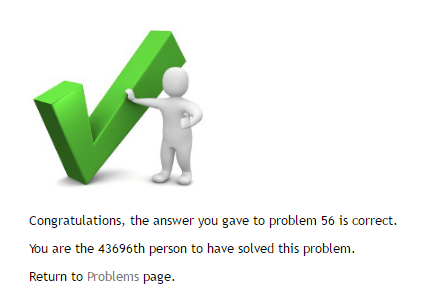 Congratulations, the answer you gave to problem 56 is correct.
You are the 43696th person to have solved this problem.
Return to Problems page.